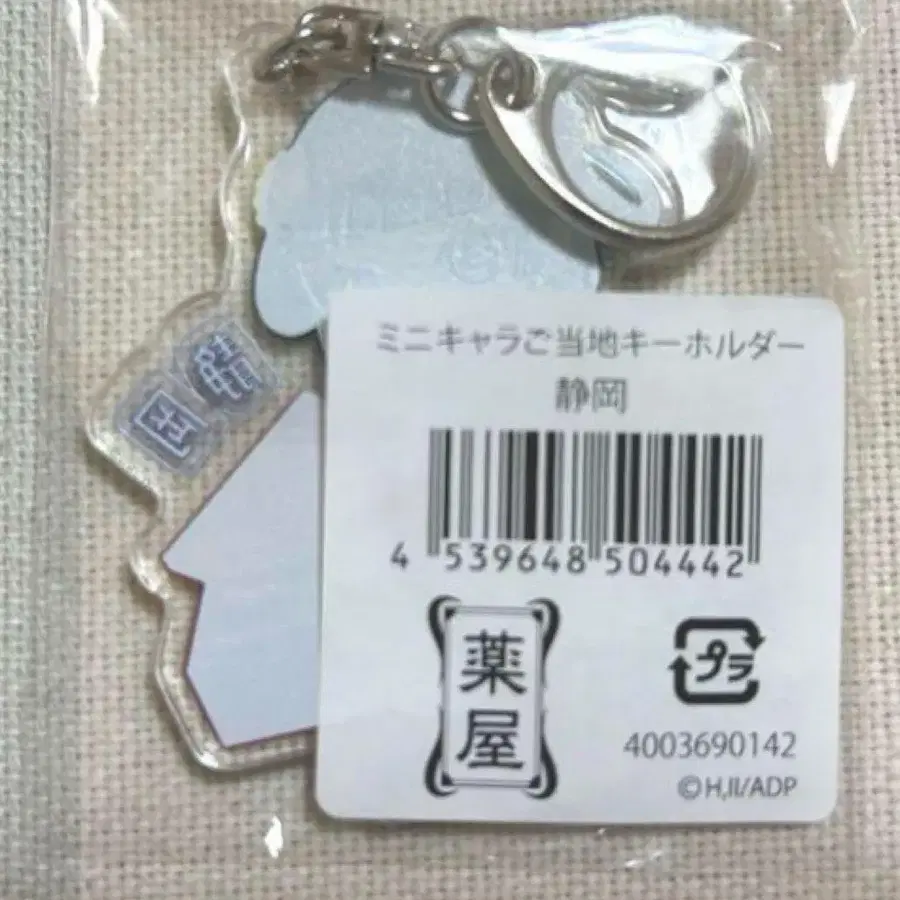 ミニキャラご当地キーホルダー
静岡
4 539648 504442
薬屋
プラ
4003690142
©H,II/ADP